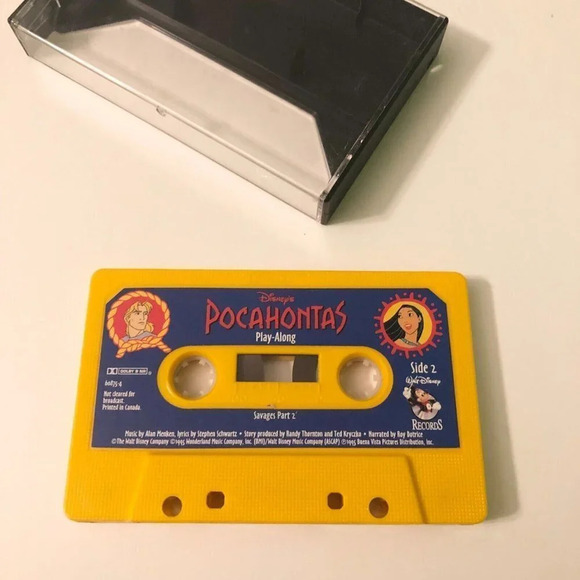 Disney's
POCAHONTAS
Play-Along
Side 2
DOLBY B NR
60875-4
Not cleared for
broadcast.
Printed in Canada.
Walt Disney
RECORDS
Savages Part 2
Music by Alan Menken, lyrics by Stephen Schwartz • Story produced by Randy Thornton and Ted Kryczko • Narrated by Roy Dotrice
©The Walt Disney Company ©1995 Wonderland Music Company, Inc. (BMI)/Walt Disney Music Company (ASCAP) ℗1995 Buena Vista Pictures Distribution, Inc.